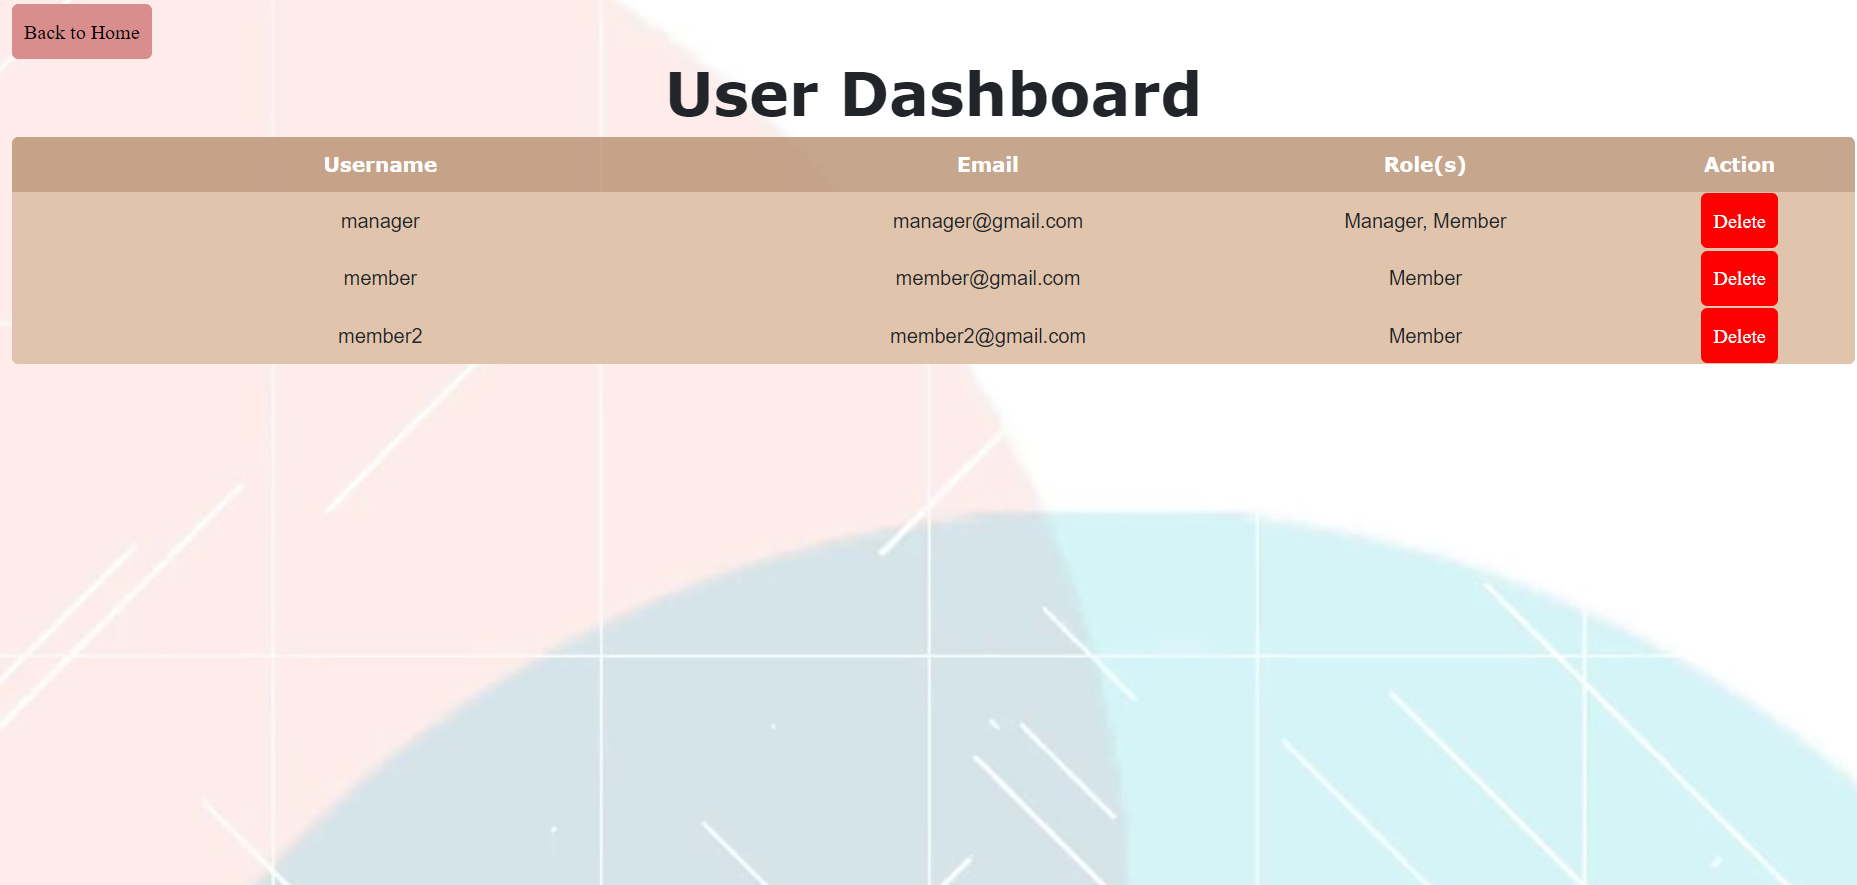 Back to Home
User Dashboard
Username Email Role(s) Action
manager manager@gmail.com Manager, Member Delete
member member@gmail.com Member Delete
member2 member2@gmail.com Member Delete